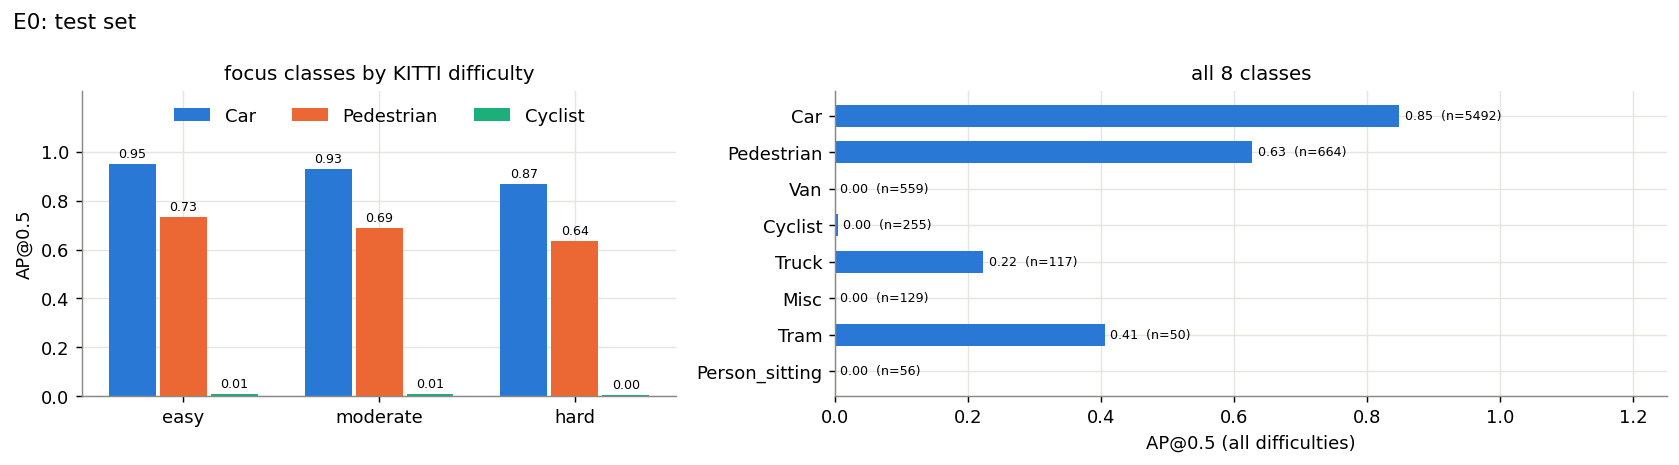 E0: test set
focus classes by KITTI difficulty
Car Pedestrian Cyclist
AP@0.5
1.0
0.8
0.6
0.4
0.2
0.0
0.95 0.73 0.01
0.93 0.69 0.01
0.87 0.64 0.00
easy moderate hard
all 8 classes
Car 0.85 (n=5492)
Pedestrian 0.63 (n=664)
Van 0.00 (n=559)
Cyclist 0.00 (n=255)
Truck 0.22 (n=117)
Misc 0.00 (n=129)
Tram 0.41 (n=50)
Person_sitting 0.00 (n=56)
0.0 0.2 0.4 0.6 0.8 1.0 1.2
AP@0.5 (all difficulties)